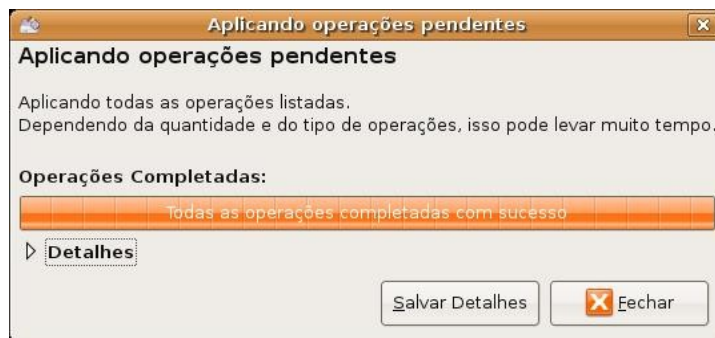 Aplicando operações pendentes
Aplicando operações pendentes
Aplicando todas as operações listadas.
Dependendo da quantidade e do tipo de operações, isso pode levar muito tempo.
Operações Completadas:
Todas as operações completadas com sucesso
Detalhes
Salvar Detalhes
Fechar